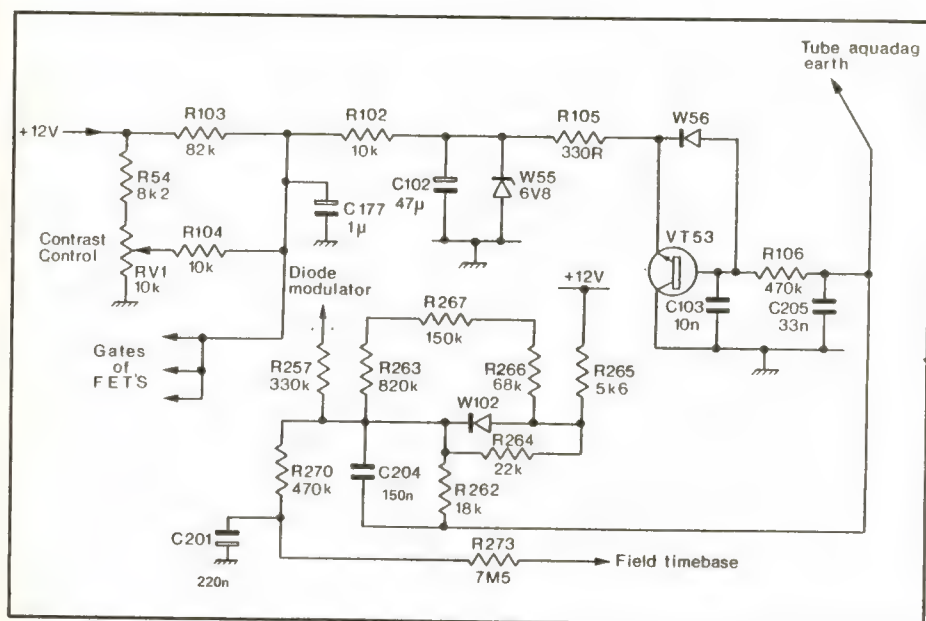 Tube aquadag
earth
+12V
R103
82k
R102
10k
R105
330R
W56
R54
8k2
C177
1µ
C102
47µ
W55
6V8
VT53
Contrast
Control
RV1
10k
R104
10k
R106
470k
C103
10n
C205
33n
Diode
modulator
+12V
Gates
of
FET'S
R267
150k
R257
330k
R263
820k
R266
68k
R265
5k6
W102
R264
22k
R270
470k
C204
150n
R262
18k
C201
220n
R273
7M5
Field timebase